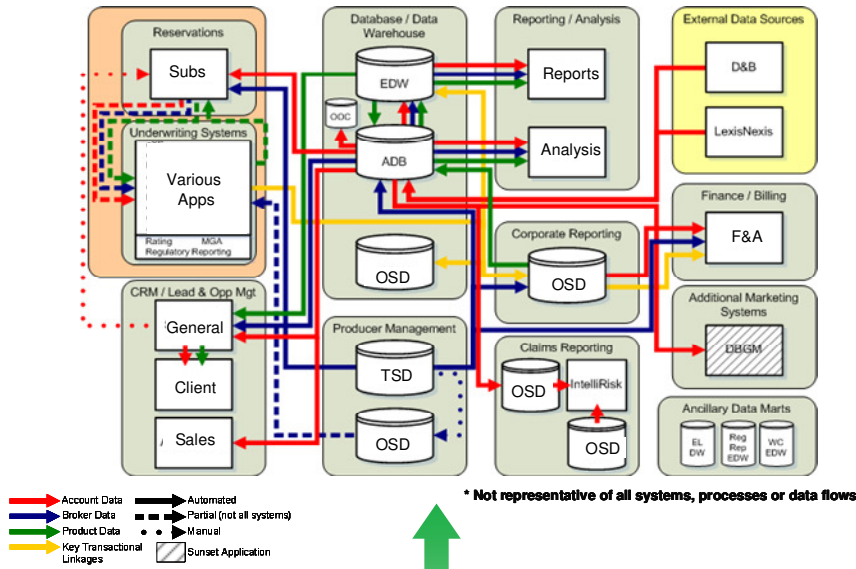 Reservations
Subs
Underwriting Systems
Various
Apps
Rating MGA
Regulatory Reporting
CRM / Lead & Opp Mgt
General
Client
Sales
Database / Data
Warehouse
EDW
OOC
ADB
OSD
Producer Management
TSD
OSD
Reporting / Analysis
Reports
Analysis
Corporate Reporting
OSD
Claims Reporting
OSD
IntelliRisk
OSD
External Data Sources
D&B
LexisNexis
Finance / Billing
F&A
Additional Marketing
Systems
DBGM
Ancillary Data Marts
EL
DW
Reg
Rep
EDW
WC
EDW
* Not representative of all systems, processes or data flows
Account Data
Broker Data
Product Data
Key Transactional
Linkages
Automated
Partial (not all systems)
Manual
Sunset Application